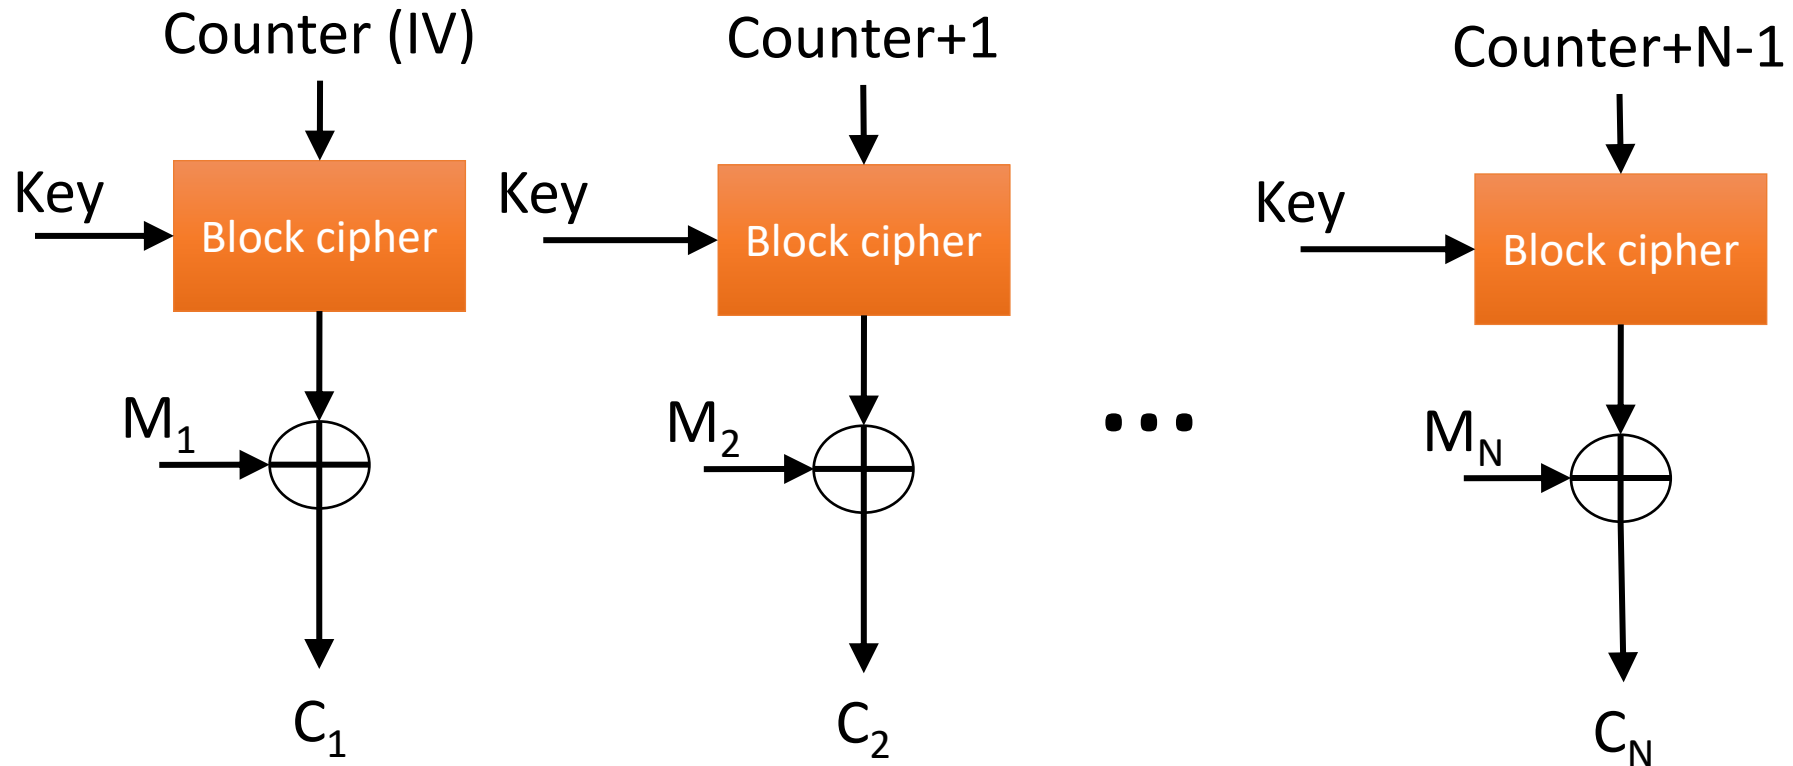 Counter (IV)
Counter+1
Counter+N-1
Key
Block cipher
Key
Block cipher
Key
Block cipher
M1
M2
...
MN
C1
C2
CN